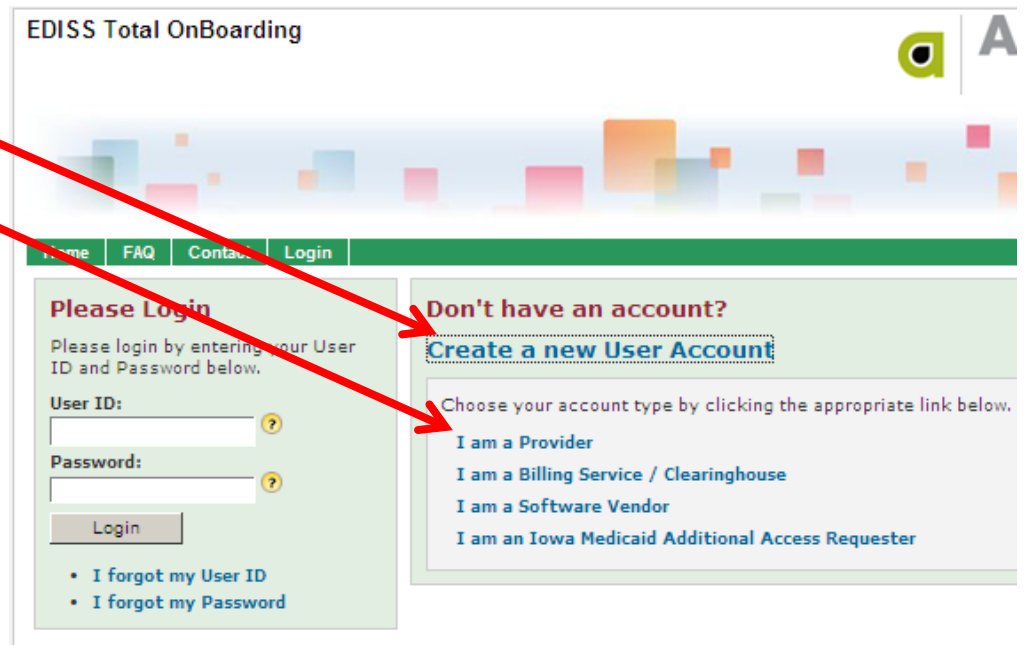 EDISS Total OnBoarding
a
A
Home FAQ Contact Login
Please Login
Please login by entering your User
ID and Password below.
User ID:
?
Password:
?
Login
• I forgot my User ID
• I forgot my Password
Don't have an account?
Create a new User Account
Choose your account type by clicking the appropriate link below.
I am a Provider
I am a Billing Service / Clearinghouse
I am a Software Vendor
I am an Iowa Medicaid Additional Access Requester